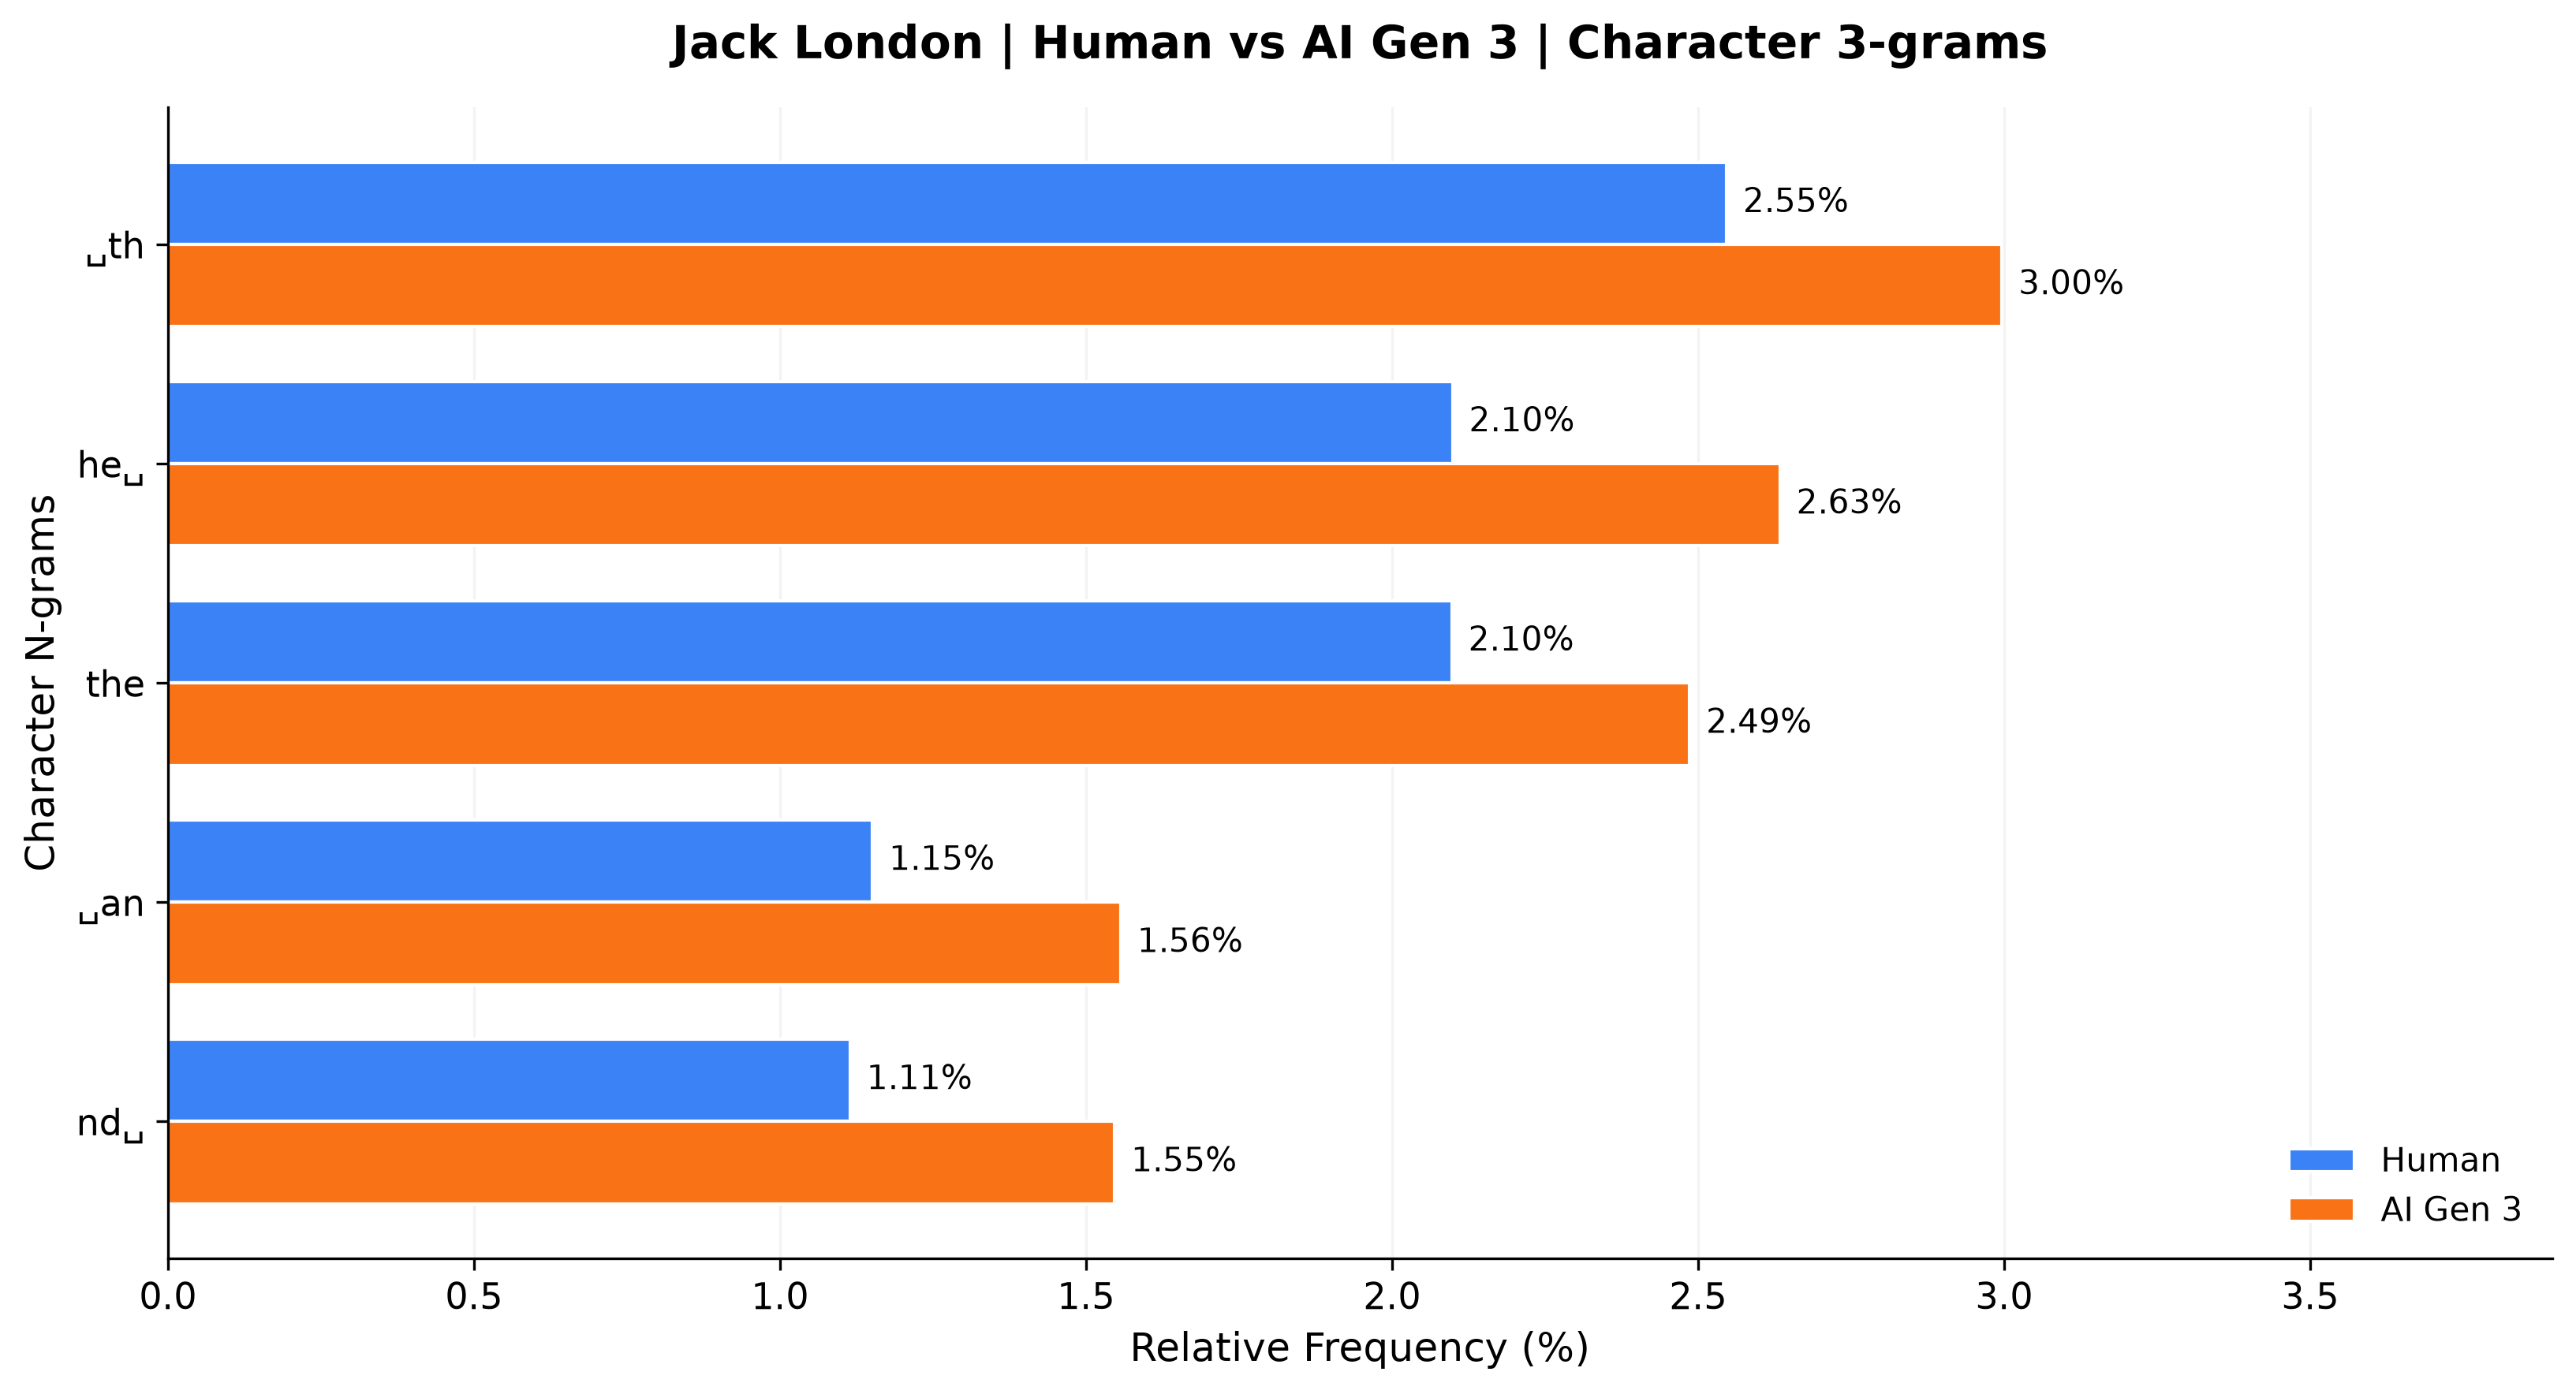 Jack London | Human vs AI Gen 3 | Character 3-grams
Character N-grams
␣th
2.55%
3.00%
he␣
2.10%
2.63%
the
2.10%
2.49%
␣an
1.15%
1.56%
nd␣
1.11%
1.55%
Human
AI Gen 3
0.0 0.5 1.0 1.5 2.0 2.5 3.0 3.5
Relative Frequency (%)